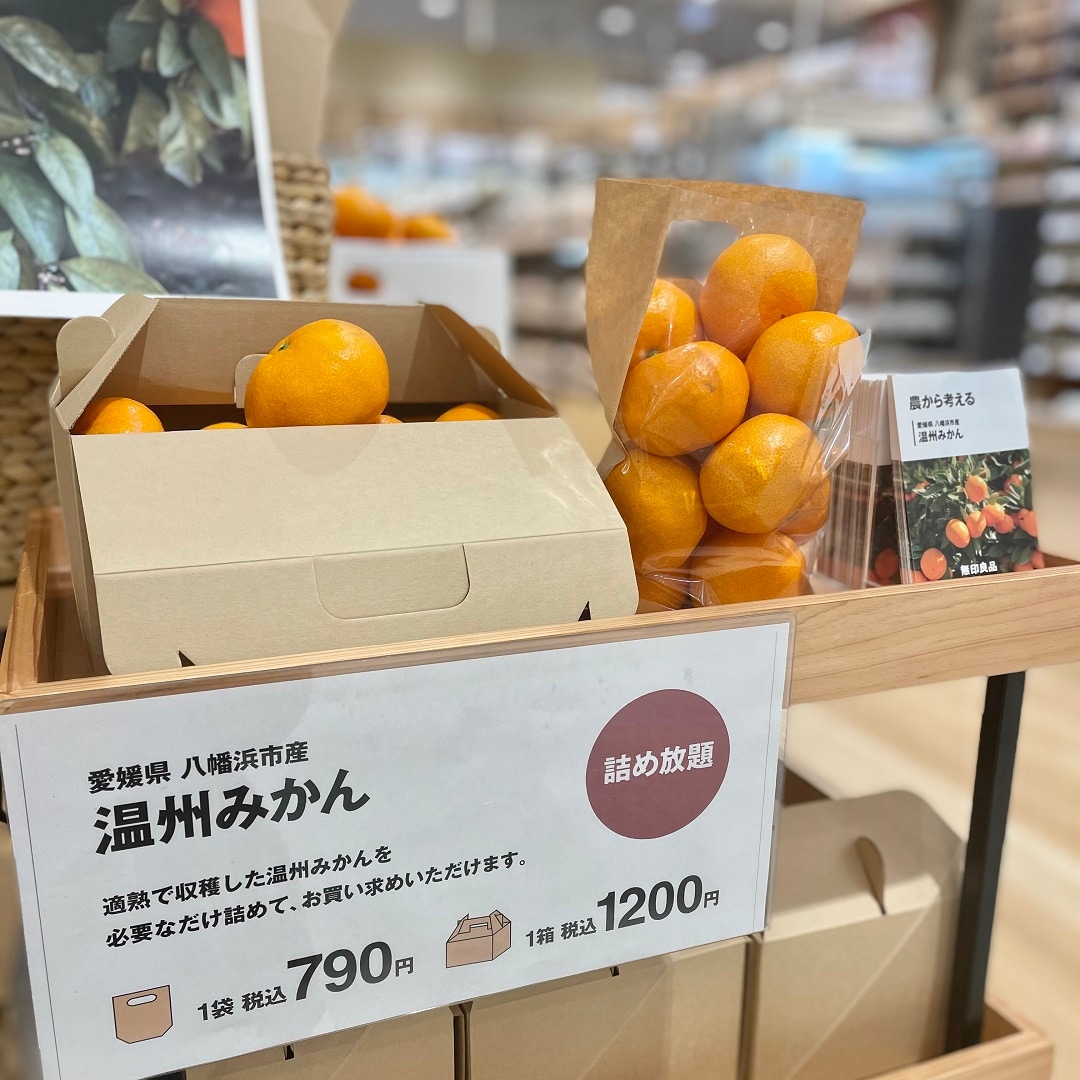 農から考える
愛媛県 八幡浜市産
温州みかん
無印良品
愛媛県 八幡浜市産
温州みかん
詰め放題
適熟で収穫した温州みかんを
必要なだけ詰めて、お買い求めいただけます。
1袋 税込790円
1箱 税込1200円